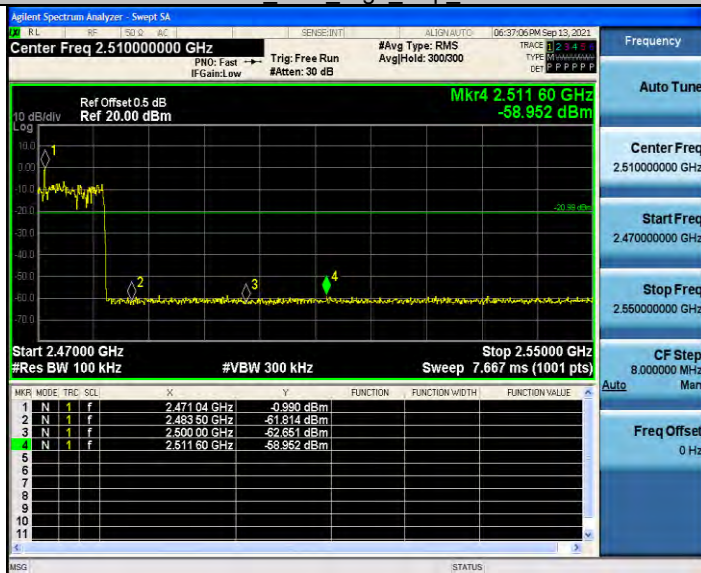 Agilent Spectrum Analyzer - Swept SA
RL RF 50 Ω AC SENSE:INT ALIGN AUTO 06:37:06 PM Sep 13, 2021
Center Freq 2.510000000 GHz
PNO: Fast
IFGain:Low
Trig: Free Run
#Atten: 30 dB
#Avg Type: RMS
Avg|Hold: 300/300
TRACE 1 2 3 4 5 6
TYPE M
DET P P P P P P
Frequency
Auto Tune
Center Freq
2.510000000 GHz
Start Freq
2.470000000 GHz
Stop Freq
2.550000000 GHz
CF Step
8.000000 MHz
Auto Man
Freq Offset
0 Hz
Mkr4 2.511 60 GHz
-58.952 dBm
Ref Offset 0.5 dB
10 dB/div Ref 20.00 dBm
Log
10.0
0.00
-10.0
-20.0
-30.0
-40.0
-50.0
-60.0
-70.0
1
2
3
4
Start 2.47000 GHz Stop 2.55000 GHz
#Res BW 100 kHz #VBW 300 kHz Sweep 7.667 ms (1001 pts)
MKR MODE TRC SCL X Y FUNCTION FUNCTION WIDTH FUNCTION VALUE
1 N 1 f 2.471 04 GHz -0.990 dBm
2 N 1 f 2.483 50 GHz -61.814 dBm
3 N 1 f 2.500 00 GHz -62.651 dBm
4 N 1 f 2.511 60 GHz -58.952 dBm
5
6
7
8
9
10
11
MSG STATUS